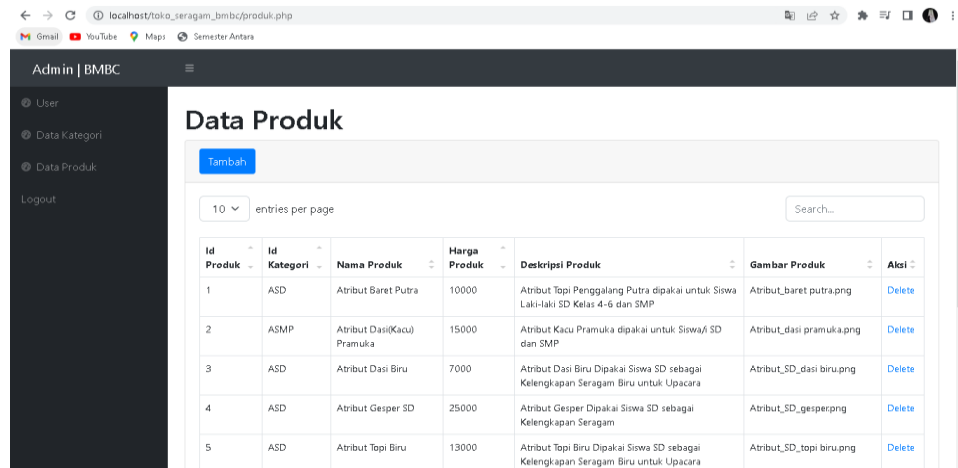 localhost/toko_seragam_bmbc/produk.php
Gmail YouTube Maps Semester Antara
Admin | BMBC
User
Data Kategori
Data Produk
Logout
Data Produk
Tambah
10 entries per page Search...
Id Produk Id Kategori Nama Produk Harga Produk Deskripsi Produk Gambar Produk Aksi
1 ASD Atribut Baret Putra 10000 Atribut Topi Penggalang Putra dipakai untuk Siswa Atribut_baret putra.png Delete
Laki-laki SD Kelas 4-6 dan SMP
2 ASMP Atribut Dasi(Kacu) 15000 Atribut Kacu Pramuka dipakai untuk Siswa/i SD Atribut_dasi pramuka.png Delete
Pramuka dan SMP
3 ASD Atribut Dasi Biru 7000 Atribut Dasi Biru Dipakai Siswa SD sebagai Atribut_SD_dasi biru.png Delete
Kelengkapan Seragam Biru untuk Upacara
4 ASD Atribut Gesper SD 25000 Atribut Gesper Dipakai Siswa SD sebagai Atribut_SD_gesper.png Delete
Kelengkapan Seragam
5 ASD Atribut Topi Biru 13000 Atribut Topi Biru Dipakai Siswa SD sebagai Atribut_SD_topi biru.png Delete
Kelengkapan Seragam Biru untuk Upacara